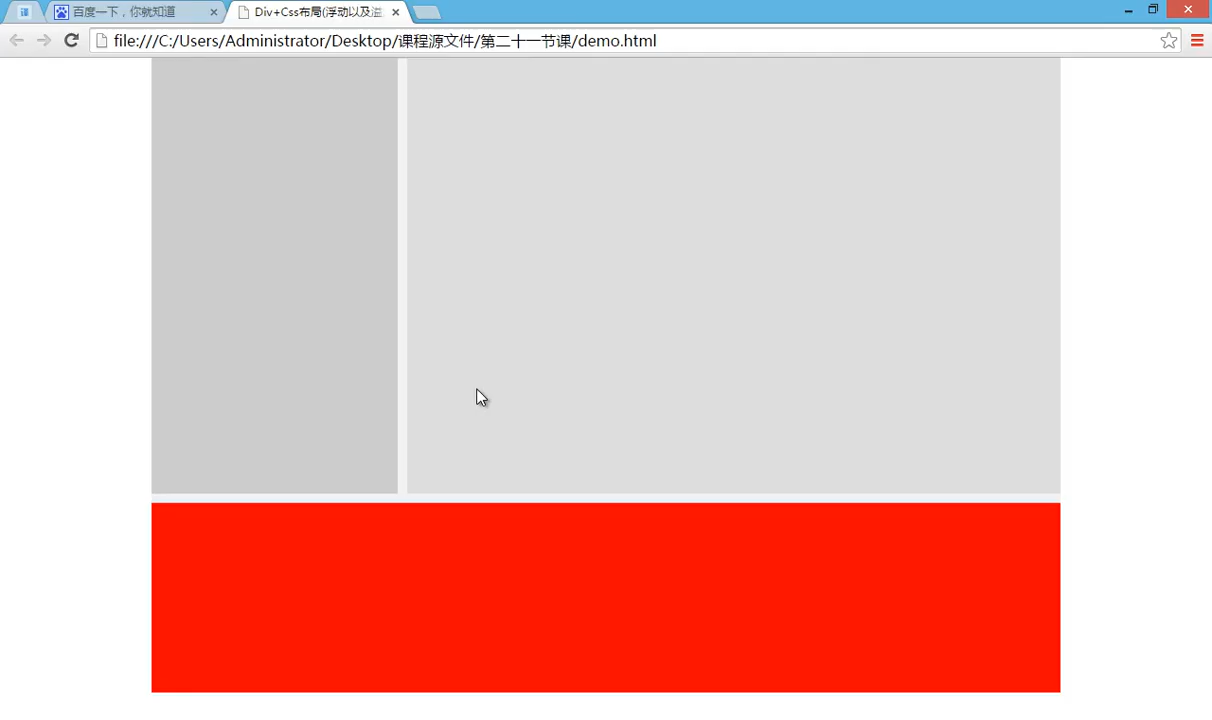 百度一下，你就知道
Div+Css布局(浮动以及溢
file:///C:/Users/Administrator/Desktop/课程源文件/第二十一节课/demo.html